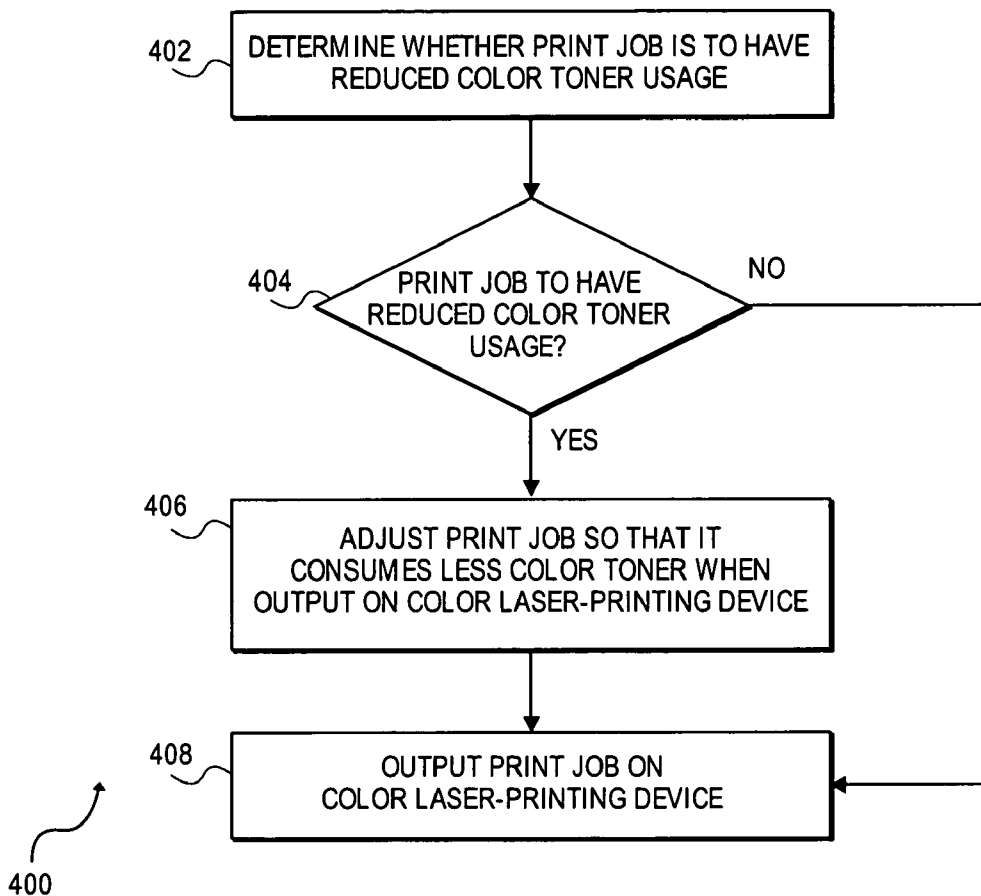 402
DETERMINE WHETHER PRINT JOB IS TO HAVE
REDUCED COLOR TONER USAGE
404
PRINT JOB TO HAVE
REDUCED COLOR TONER
USAGE?
NO
YES
406
ADJUST PRINT JOB SO THAT IT
CONSUMES LESS COLOR TONER WHEN
OUTPUT ON COLOR LASER-PRINTING DEVICE
408
OUTPUT PRINT JOB ON
COLOR LASER-PRINTING DEVICE
400